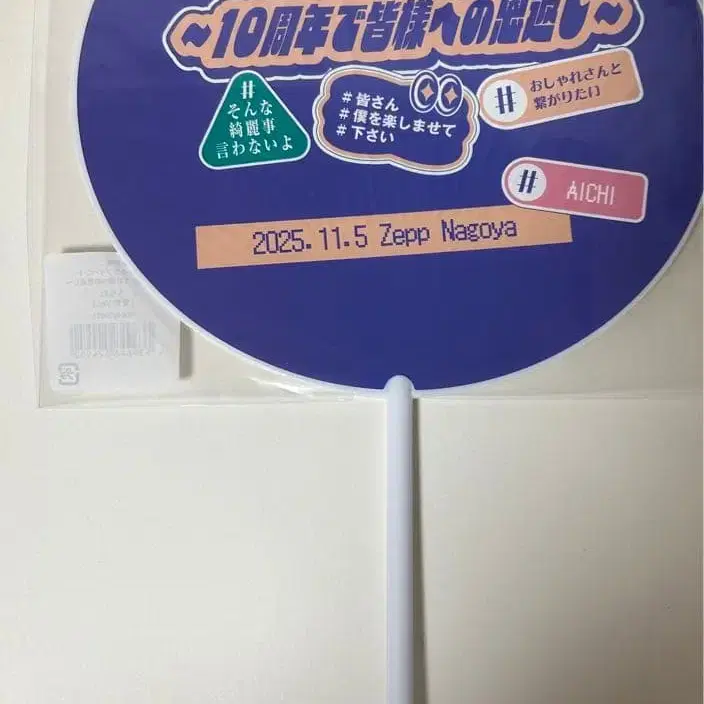 ～10周年で皆様への恩返し～
#
そんな
綺麗事
言わないよ
#皆さん
#僕を楽しませて
#下さい
#
おしゃれさんと
繋がりたい
# AICHI
2025.11.5 Zepp Nagoya